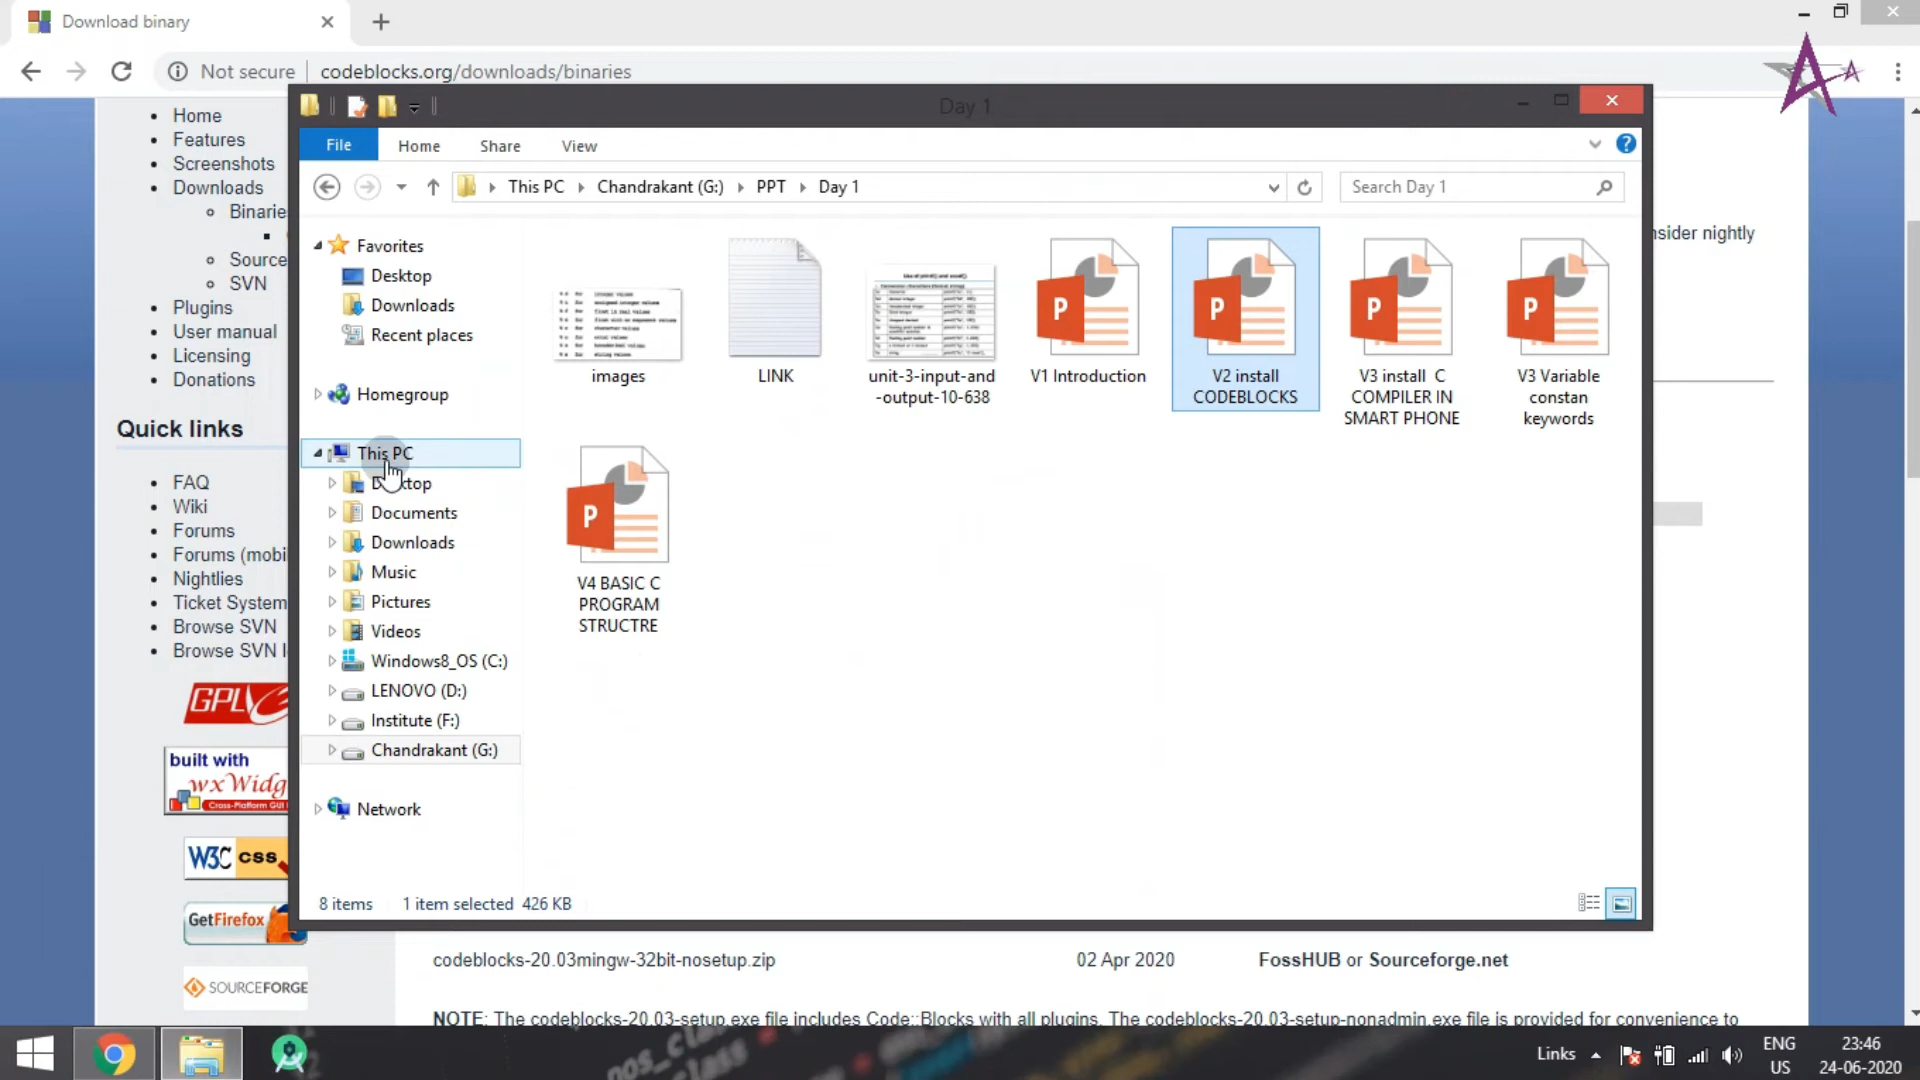 Download binary
Not secure
codeblocks.org/downloads/binaries
Home
Features
Screenshots
Downloads
Binarie
Source
SVN
Plugins
User manual
Licensing
Donations
Quick links
FAQ
Wiki
Forums
Forums (mobi
Nightlies
Ticket System
Browse SVN
Browse SVN
GPL
built with
wxWidg
Cross-Platform GUI
W3C css
GetFirefox
SOURCEFORGE
Day 1
File Home Share View
This PC Chandrakant (G:) PPT Day 1
Search Day 1
Favorites
Desktop
Downloads
Recent places
Homegroup
This PC
Desktop
Documents
Downloads
Music
Pictures
Videos
Windows8_OS (C:)
LENOVO (D:)
Institute (F:)
Chandrakant (G:)
Network
images
LINK
unit-3-input-and
-output-10-638
V1 Introduction
V2 install
CODEBLOCKS
V3 install C
COMPILER IN
SMART PHONE
V3 Variable
constan
keywords
V4 BASIC C
PROGRAM
STRUCTRE
8 items 1 item selected 426 KB
nsider nightly
codeblocks-20.03mingw-32bit-nosetup.zip 02 Apr 2020 FossHUB or Sourceforge.net
NOTE: The codeblocks-20.03-setup.exe file includes Code::Blocks with all plugins. The codeblocks-20.03-setup-nonadmin.exe file is provided for convenience to
Links
ENG
US
23:46
24-06-2020